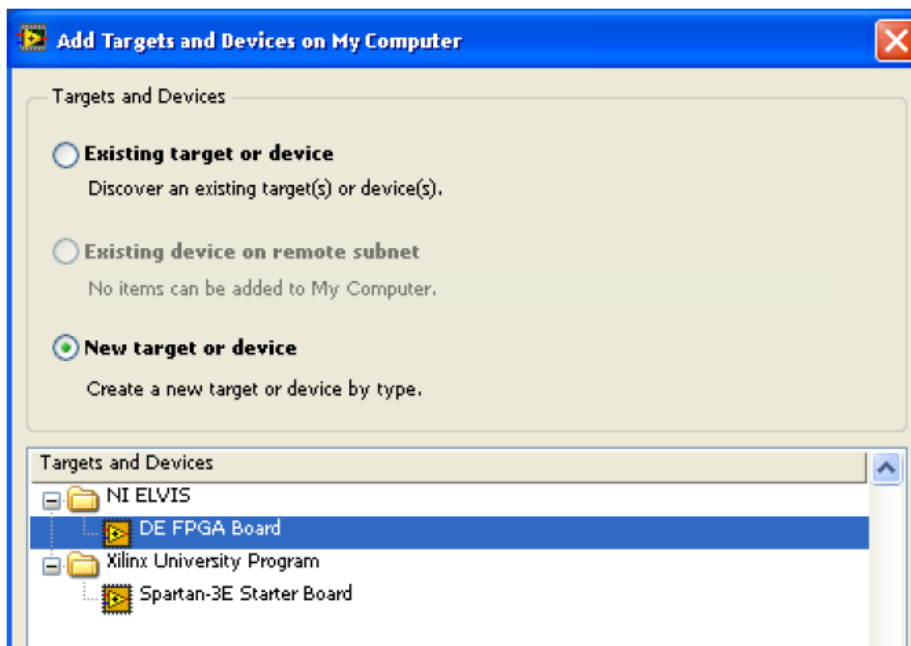 Add Targets and Devices on My Computer
Targets and Devices
Existing target or device
Discover an existing target(s) or device(s).
Existing device on remote subnet
No items can be added to My Computer.
New target or device
Create a new target or device by type.
Targets and Devices
NI ELVIS
DE FPGA Board
Xilinx University Program
Spartan-3E Starter Board